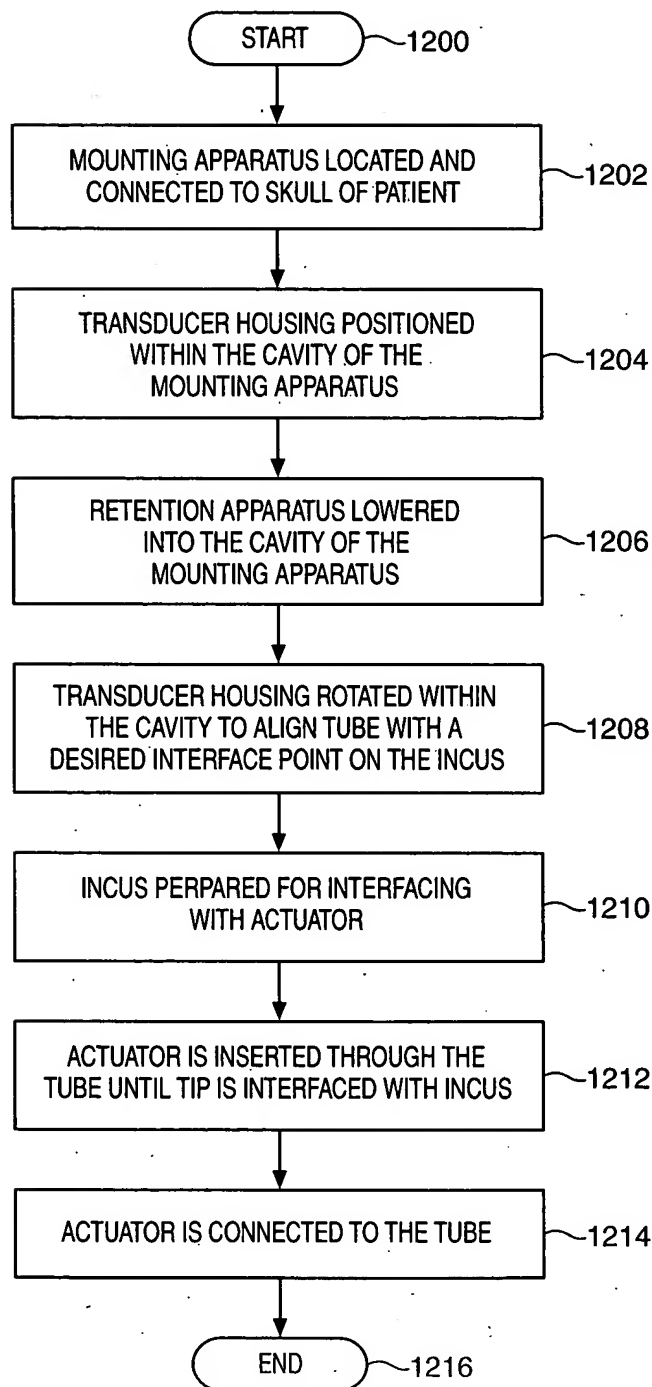 START
1200
MOUNTING APPARATUS LOCATED AND
CONNECTED TO SKULL OF PATIENT
1202
TRANSDUCER HOUSING POSITIONED
WITHIN THE CAVITY OF THE
MOUNTING APPARATUS
1204
RETENTION APPARATUS LOWERED
INTO THE CAVITY OF THE
MOUNTING APPARATUS
1206
TRANSDUCER HOUSING ROTATED WITHIN
THE CAVITY TO ALIGN TUBE WITH A
DESIRED INTERFACE POINT ON THE INCUS
1208
INCUS PERPARED FOR INTERFACING
WITH ACTUATOR
1210
ACTUATOR IS INSERTED THROUGH THE
TUBE UNTIL TIP IS INTERFACED WITH INCUS
1212
ACTUATOR IS CONNECTED TO THE TUBE
1214
END
1216